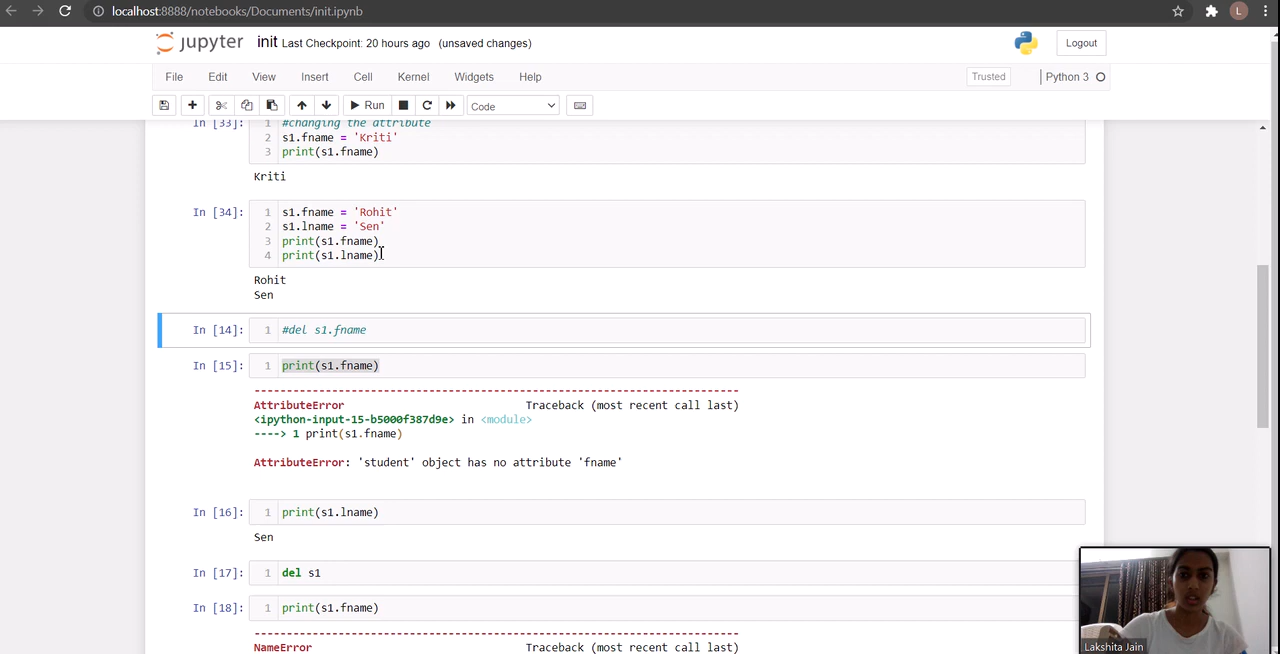 localhost:8888/notebooks/Documents/init.ipynb
L
jupyter init Last Checkpoint: 20 hours ago (unsaved changes)
Logout
File Edit View Insert Cell Kernel Widgets Help
Trusted
Python 3
Run
Code
In [33]:
1 #changing the attribute
2 s1.fname = 'Kriti'
3 print(s1.fname)
Kriti
In [34]:
1 s1.fname = 'Rohit'
2 s1.lname = 'Sen'
3 print(s1.fname)
4 print(s1.lname)
Rohit
Sen
In [14]:
1 #del s1.fname
In [15]:
1 print(s1.fname)
---------------------------------------------------------------------------
AttributeError Traceback (most recent call last)
<ipython-input-15-b5000f387d9e> in <module>
----> 1 print(s1.fname)
AttributeError: 'student' object has no attribute 'fname'
In [16]:
1 print(s1.lname)
Sen
In [17]:
1 del s1
In [18]:
1 print(s1.fname)
---------------------------------------------------------------------------
NameError Traceback (most recent call last)
Lakshita Jain